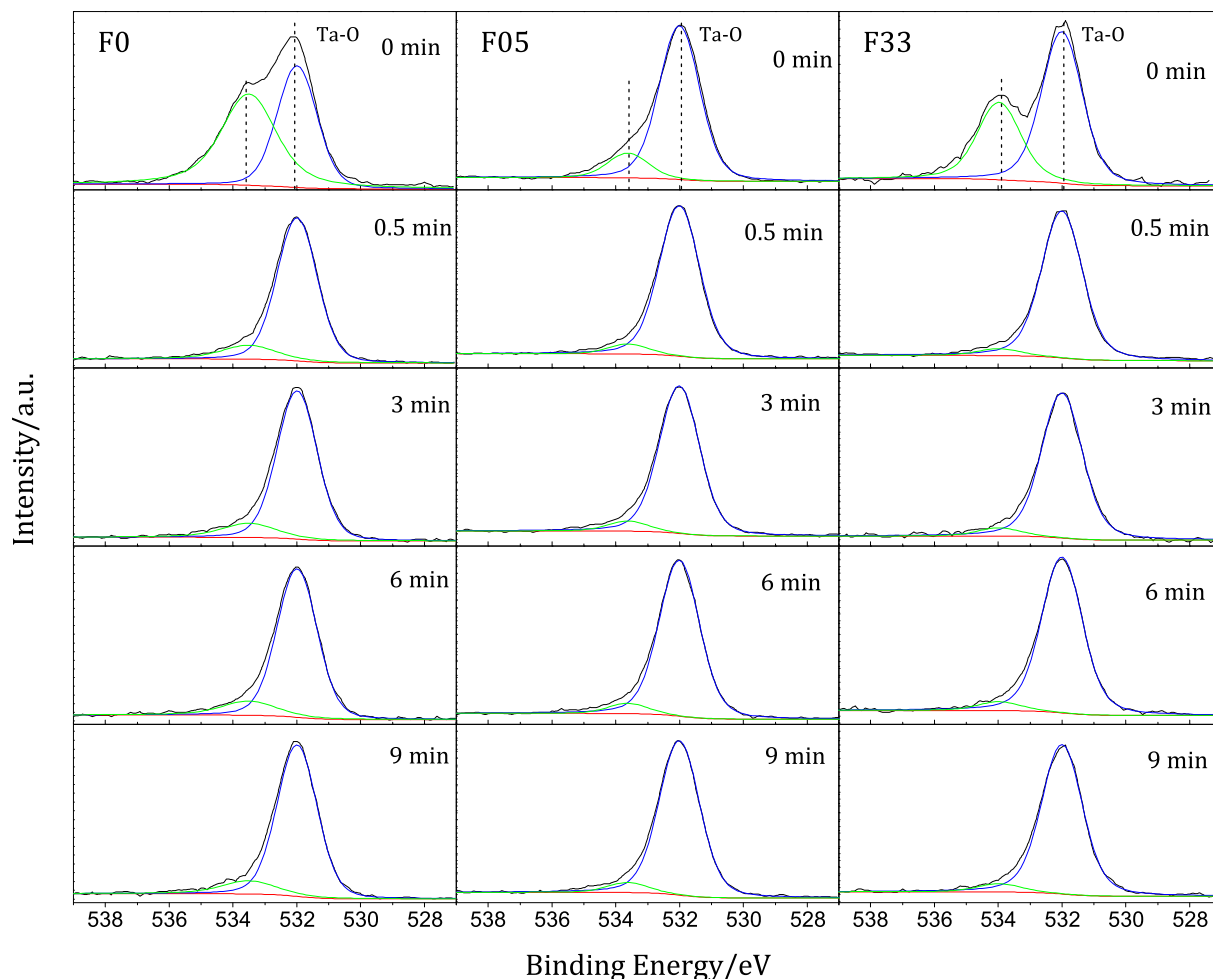 F0
Ta-O
0 min
F05
Ta-O
0 min
F33
Ta-O
0 min
0.5 min
0.5 min
0.5 min
3 min
3 min
3 min
6 min
6 min
6 min
9 min
9 min
9 min
Intensity/a.u.
538 536 534 532 530 528 538 536 534 532 530 528 538 536 534 532 530 528
Binding Energy/eV